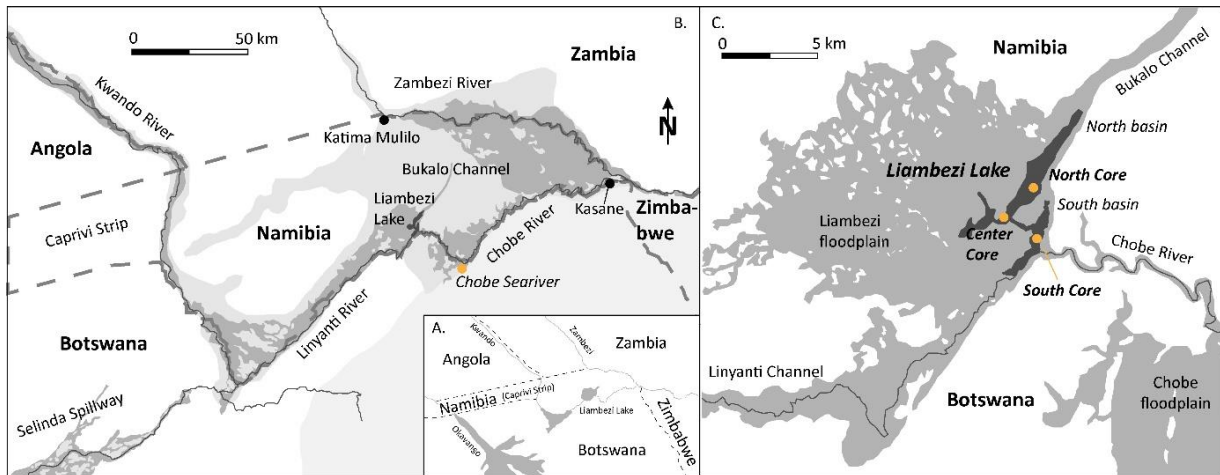 B.
0 50 km
Zambia
Kwando River
Zambezi River
N
Angola
Katima Mulilo
Bukalo Channel
Liambezi
Lake
Kasane
Caprivi Strip
Namibia
Chobe River
Zimba-
bwe
Chobe Seariver
Linyanti River
Botswana
Selinda Spillway
A.
Kwando
Zambezi
Zambia
Angola
Namibia (Caprivi Strip)
Liambezi Lake
Okavango
Zimbabwe
Botswana
C.
0 5 km
Namibia
Bukalo Channel
North basin
Liambezi Lake
North Core
South basin
Liambezi
floodplain
Center
Core
Chobe River
South Core
Linyanti Channel
Botswana
Chobe
floodplain